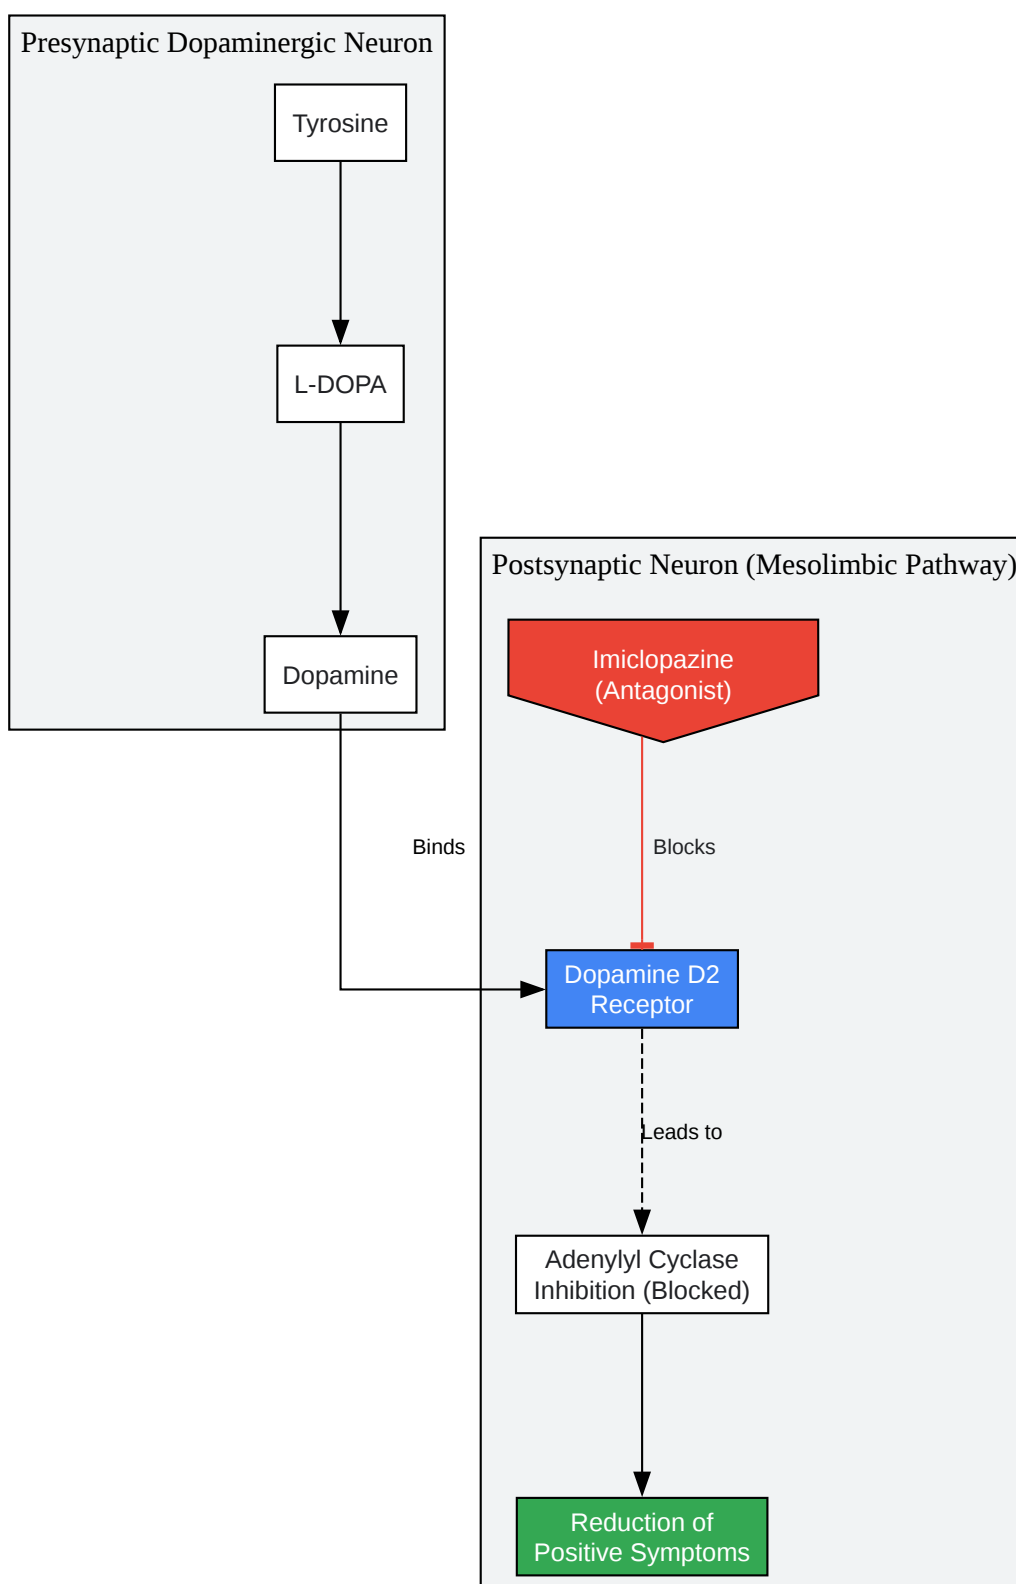 Presynaptic Dopaminergic Neuron
Tyrosine
L-DOPA
Dopamine
Binds
Postsynaptic Neuron (Mesolimbic Pathway)
Imiclopazine
(Antagonist)
Blocks
Dopamine D2
Receptor
Leads to
Adenylyl Cyclase
Inhibition (Blocked)
Reduction of
Positive Symptoms